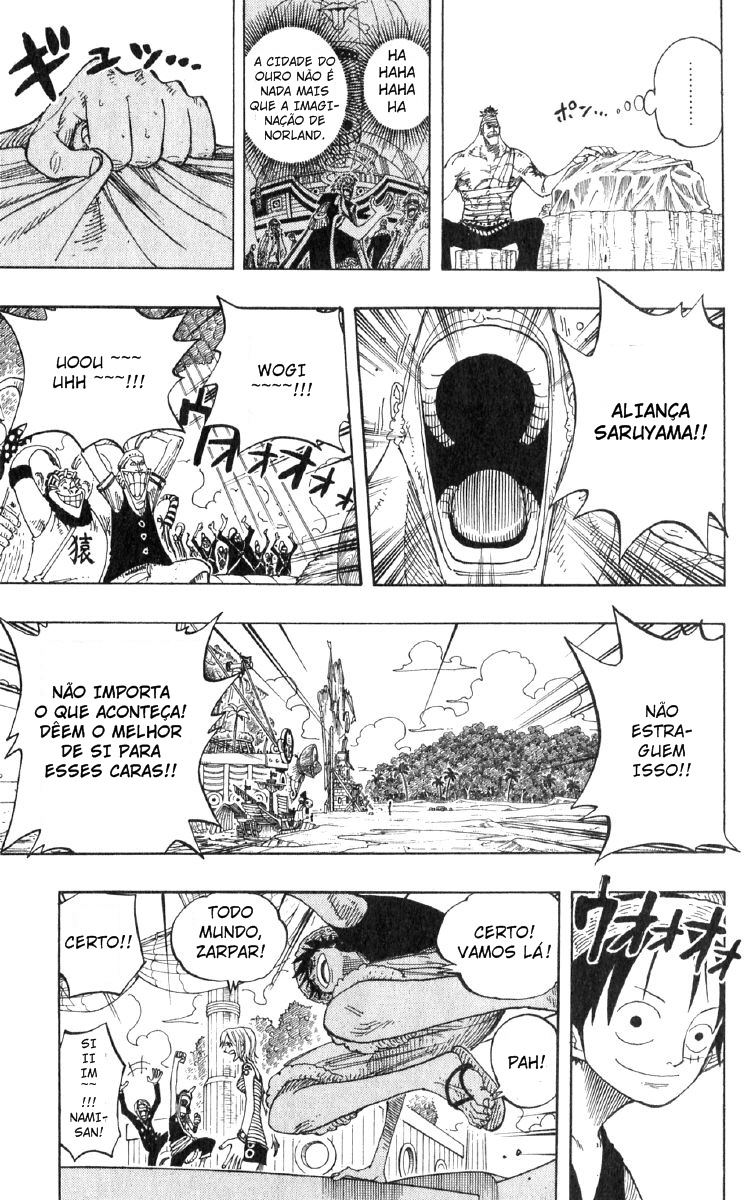 ………
ポン…
HA
HAHA
HAHA
HA
A CIDADE DO
OURO NÃO É
NADA MAIS
QUE A IMAGI-
NAÇÃO DE
NORLAND.
ギュッ…
ALIANÇA
SARUYAMA!!
WOGI
~~~~!!!
UOOU ~~~
UHH ~~~!!!
ウオオオオ
猿
NÃO
ESTRA-
GUEM
ISSO!!
NÃO IMPORTA
O QUE ACONTEÇA!
DÊEM O MELHOR
DE SI PARA
ESSES CARAS!!
ウオオオオ
CERTO!
VAMOS LÁ!
PAH!
TODO
MUNDO,
ZARPAR!
CERTO!!
SI
II
IM
~~
!!!
NAMI-
SAN!